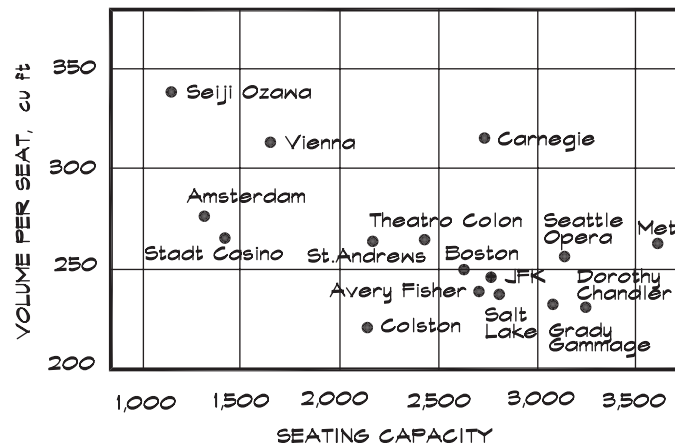 VOLUME PER SEAT, cu ft
350
300
250
200
Seiji Ozawa
Vienna
Carnegie
Amsterdam
Stadt Casino
Theatro Colon
St.Andrews
Boston
Seattle
Opera
Met
JFK
Avery Fisher
Dorothy
Chandler
Salt
Lake
Colston
Grady
Gammage
1,000
1,500
2,000
2,500
3,000
3,500
SEATING CAPACITY